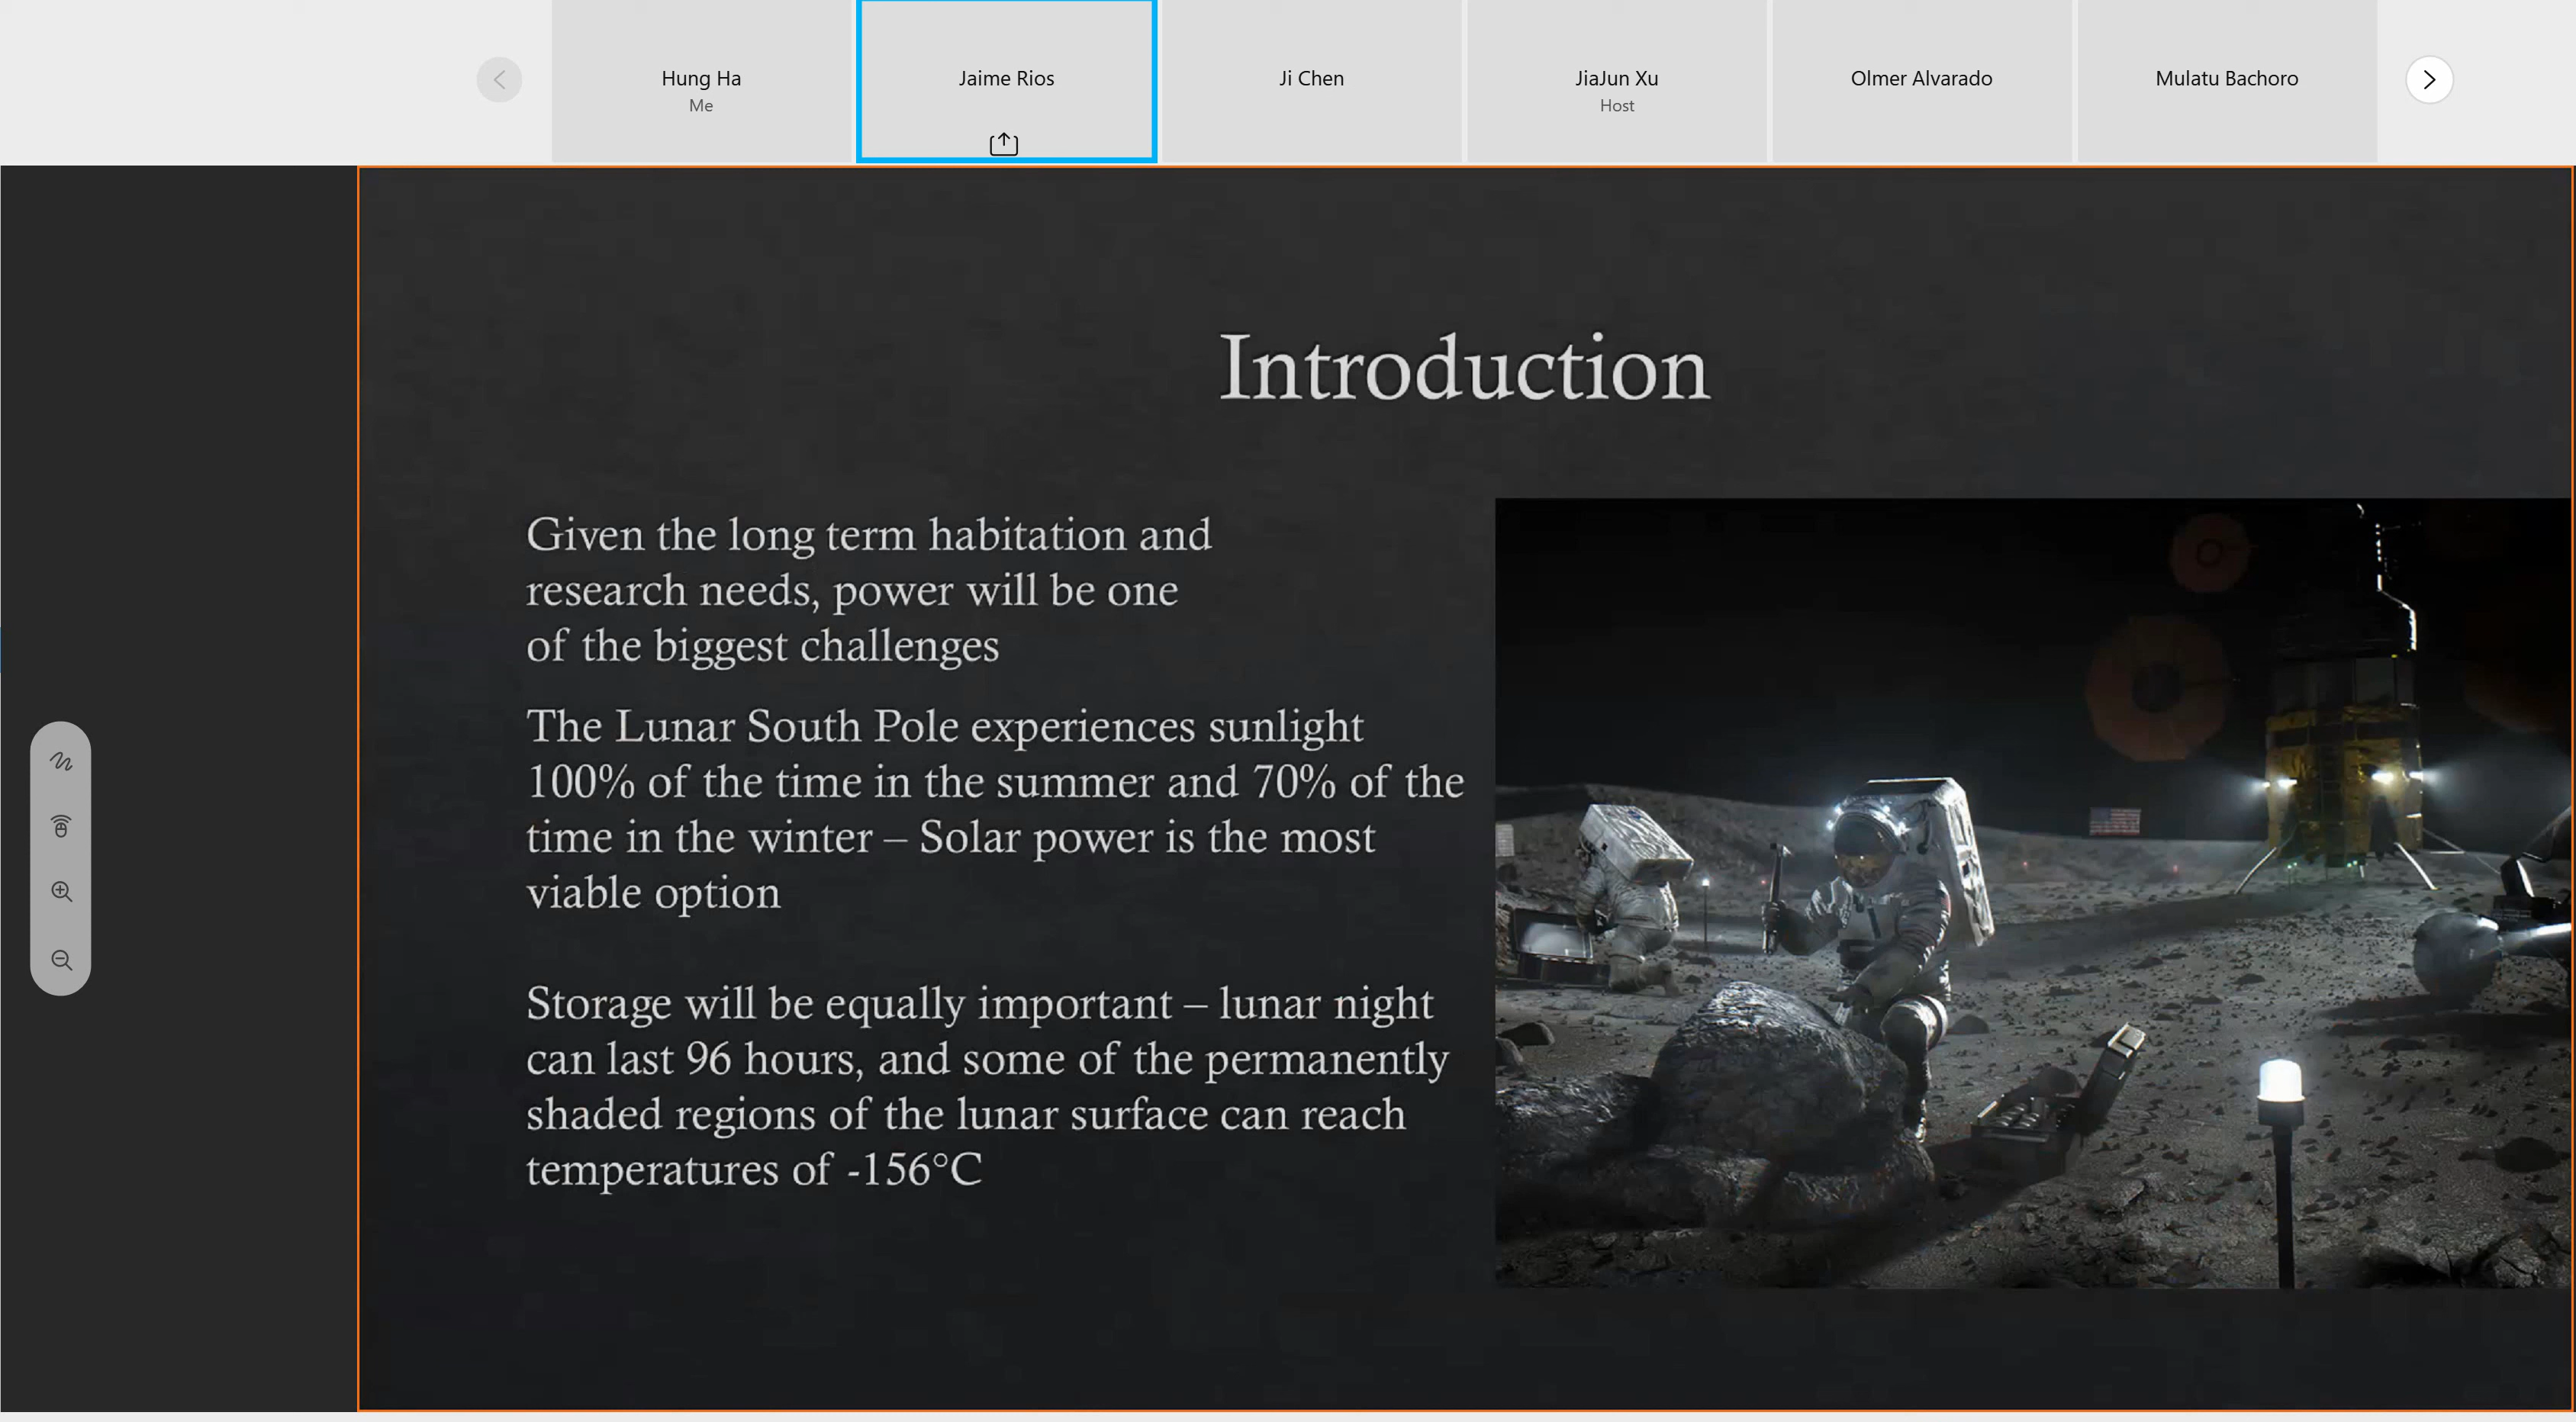 Hung Ha
Me
Jaime Rios
Ji Chen
JiaJun Xu
Host
Olmer Alvarado
Mulatu Bachoro
Introduction
Given the long term habitation and
research needs, power will be one
of the biggest challenges
The Lunar South Pole experiences sunlight
100% of the time in the summer and 70% of the
time in the winter – Solar power is the most
viable option
Storage will be equally important – lunar night
can last 96 hours, and some of the permanently
shaded regions of the lunar surface can reach
temperatures of -156°C